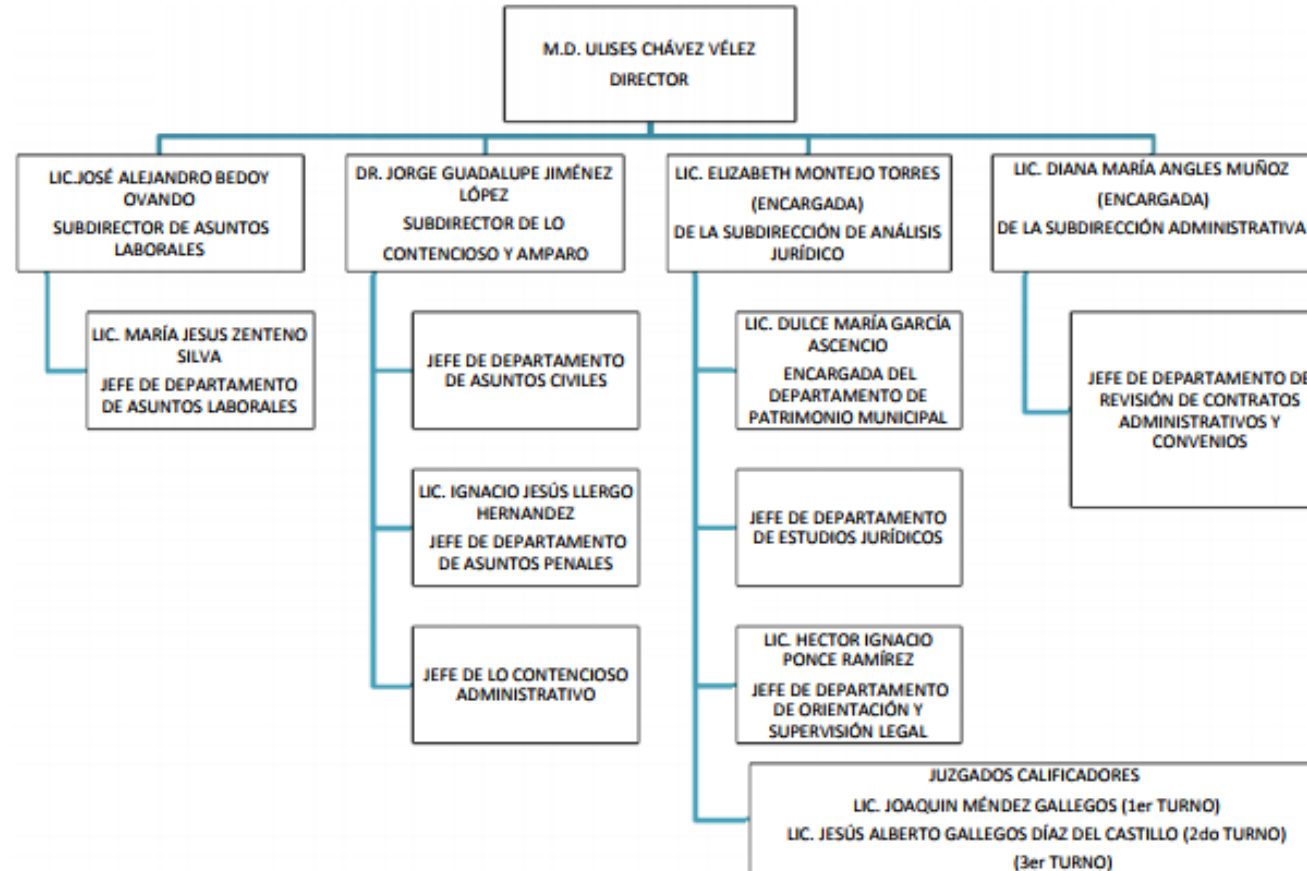 M.D. ULISES CHÁVEZ VÉLEZ
DIRECTOR
LIC.JOSÉ ALEJANDRO BEDOY
OVANDO
SUBDIRECTOR DE ASUNTOS
LABORALES
LIC. MARÍA JESUS ZENTENO
SILVA
JEFE DE DEPARTAMENTO
DE ASUNTOS LABORALES
DR. JORGE GUADALUPE JIMÉNEZ
LÓPEZ
SUBDIRECTOR DE LO
CONTENCIOSO Y AMPARO
JEFE DE DEPARTAMENTO
DE ASUNTOS CIVILES
LIC. IGNACIO JESÚS LLERGO
HERNANDEZ
JEFE DE DEPARTAMENTO
DE ASUNTOS PENALES
JEFE DE LO CONTENCIOSO
ADMINISTRATIVO
LIC. ELIZABETH MONTEJO TORRES
(ENCARGADA)
DE LA SUBDIRECCIÓN DE ANÁLISIS
JURÍDICO
LIC. DULCE MARÍA GARCÍA
ASCENCIO
ENCARGADA DEL
DEPARTAMENTO DE
PATRIMONIO MUNICIPAL
JEFE DE DEPARTAMENTO
DE ESTUDIOS JURÍDICOS
LIC. HECTOR IGNACIO
PONCE RAMÍREZ
JEFE DE DEPARTAMENTO
DE ORIENTACIÓN Y
SUPERVISIÓN LEGAL
JUZGADOS CALIFICADORES
LIC. JOAQUIN MÉNDEZ GALLEGOS (1er TURNO)
LIC. JESÚS ALBERTO GALLEGOS DÍAZ DEL CASTILLO (2do TURNO)
(3er TURNO)
LIC. DIANA MARÍA ANGLES MUÑOZ
(ENCARGADA)
DE LA SUBDIRECCIÓN ADMINISTRATIVA
JEFE DE DEPARTAMENTO DE
REVISIÓN DE CONTRATOS
ADMINISTRATIVOS Y
CONVENIOS